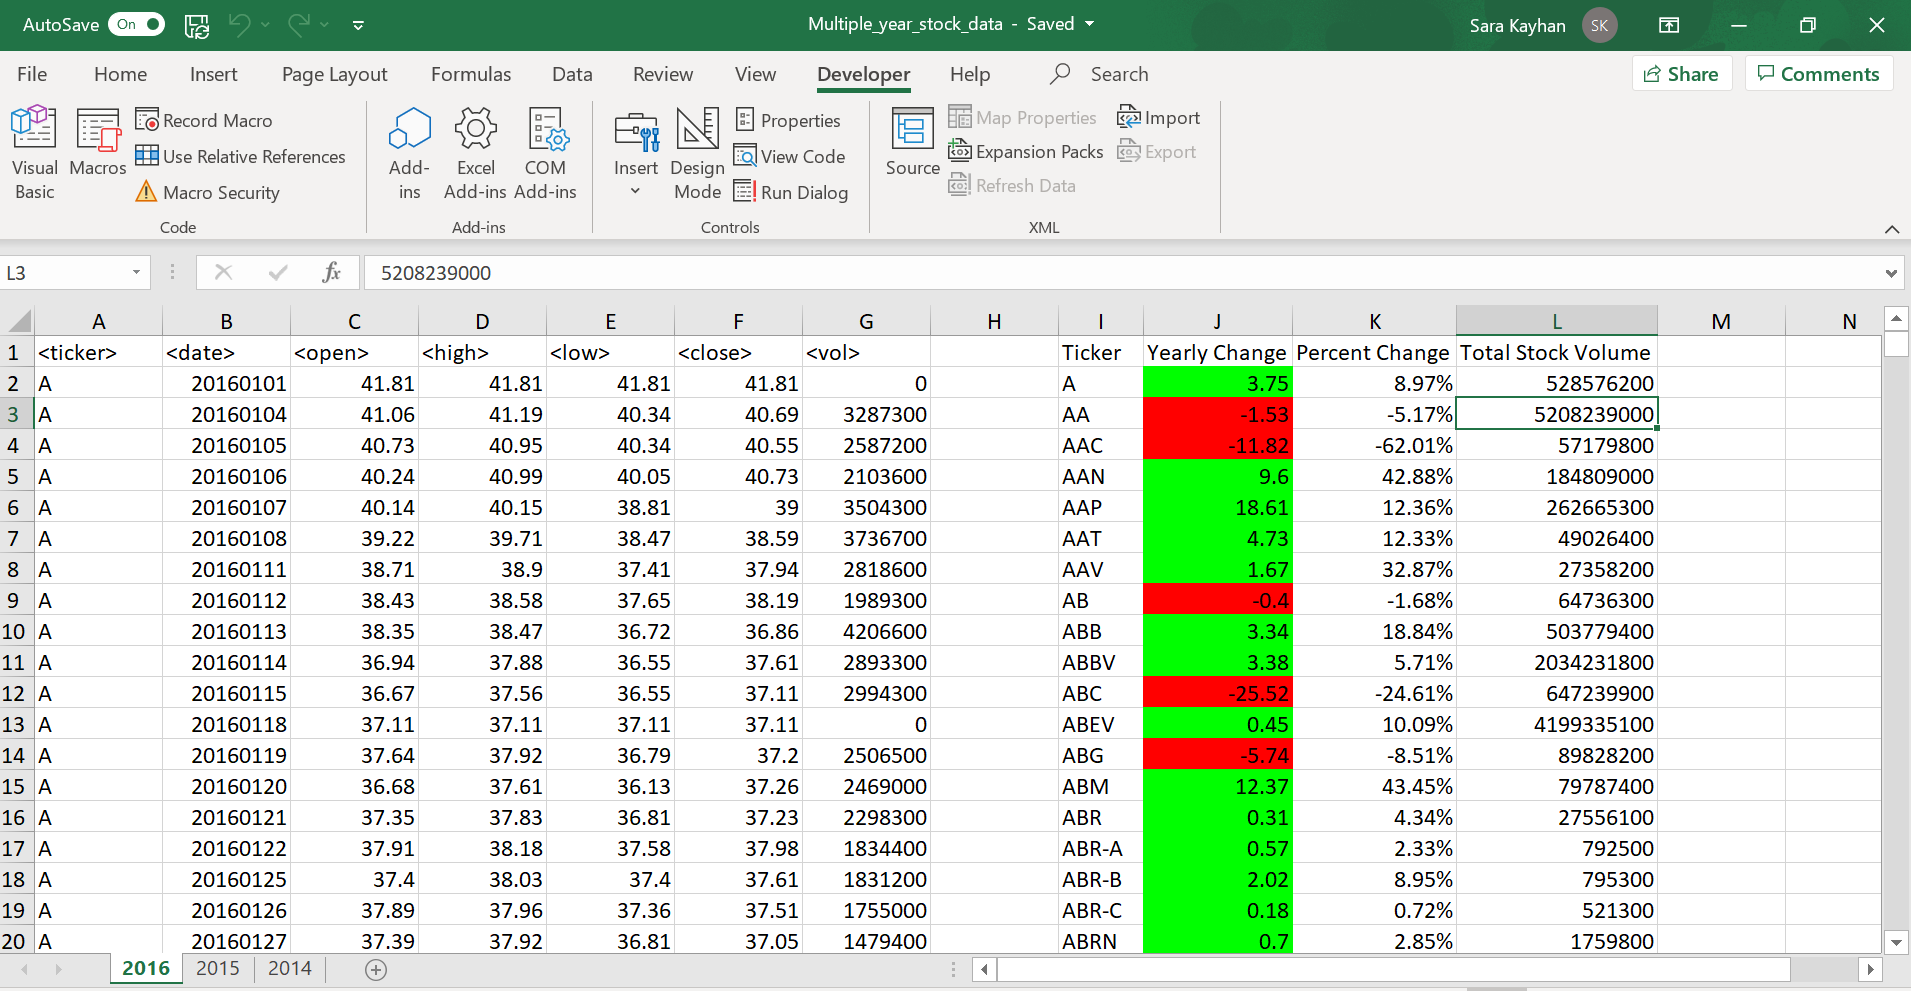 AutoSave On Multiple_year_stock_data - Saved Sara Kayhan SK
File Home Insert Page Layout Formulas Data Review View Developer Help Search Share Comments
Visual Basic
Macros
Record Macro
Use Relative References
Macro Security
Code
Add-ins
Excel Add-ins
COM Add-ins
Add-ins
Insert
Design Mode
Properties
View Code
Run Dialog
Controls
Source
Map Properties
Expansion Packs
Refresh Data
Import
Export
XML
L3 fx 5208239000
A B C D E F G H I J K L M N
1 <ticker> <date> <open> <high> <low> <close> <vol> Ticker Yearly Change Percent Change Total Stock Volume
2 A 20160101 41.81 41.81 41.81 41.81 0 A 3.75 8.97% 528576200
3 A 20160104 41.06 41.19 40.34 40.69 3287300 AA -1.53 -5.17% 5208239000
4 A 20160105 40.73 40.95 40.34 40.55 2587200 AAC -11.82 -62.01% 57179800
5 A 20160106 40.24 40.99 40.05 40.73 2103600 AAN 9.6 42.88% 184809000
6 A 20160107 40.14 40.15 38.81 39 3504300 AAP 18.61 12.36% 262665300
7 A 20160108 39.22 39.71 38.47 38.59 3736700 AAT 4.73 12.33% 49026400
8 A 20160111 38.71 38.9 37.41 37.94 2818600 AAV 1.67 32.87% 27358200
9 A 20160112 38.43 38.58 37.65 38.19 1989300 AB -0.4 -1.68% 64736300
10 A 20160113 38.35 38.47 36.72 36.86 4206600 ABB 3.34 18.84% 503779400
11 A 20160114 36.94 37.88 36.55 37.61 2893300 ABBV 3.38 5.71% 2034231800
12 A 20160115 36.67 37.56 36.55 37.11 2994300 ABC -25.52 -24.61% 647239900
13 A 20160118 37.11 37.11 37.11 37.11 0 ABEV 0.45 10.09% 4199335100
14 A 20160119 37.64 37.92 36.79 37.2 2506500 ABG -5.74 -8.51% 89828200
15 A 20160120 36.68 37.61 36.13 37.26 2469000 ABM 12.37 43.45% 79787400
16 A 20160121 37.35 37.83 36.81 37.23 2298300 ABR 0.31 4.34% 27556100
17 A 20160122 37.91 38.18 37.58 37.98 1834400 ABR-A 0.57 2.33% 792500
18 A 20160125 37.4 38.03 37.4 37.61 1831200 ABR-B 2.02 8.95% 795300
19 A 20160126 37.89 37.96 37.36 37.51 1755000 ABR-C 0.18 0.72% 521300
20 A 20160127 37.39 37.92 36.81 37.05 1479400 ABRN 0.7 2.85% 1759800
2016 2015 2014